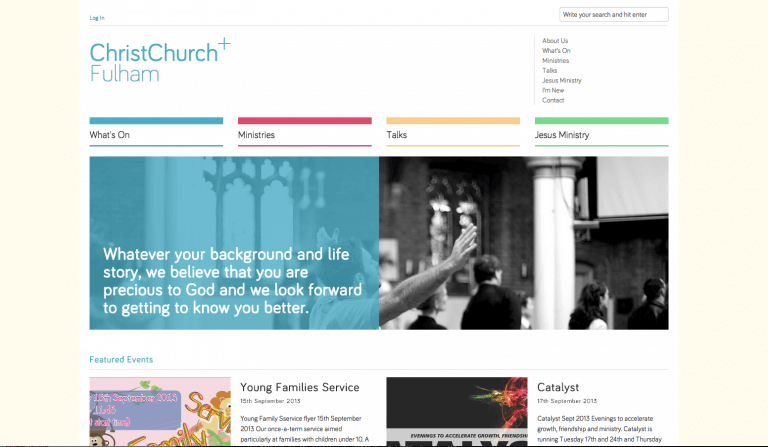 Log In
Write your search and hit enter
ChristChurch+
Fulham
About Us
What's On
Ministries
Talks
Jesus Ministry
I'm New
Contact
What's On
Ministries
Talks
Jesus Ministry
Whatever your background and life
story, we believe that you are
precious to God and we look forward
to getting to know you better.
Featured Events
15th September 2013
11:45
start time)
Young Families Service
15th September 2013
Young Family Sservice flyer 15th September
2013 Our once-a-term service aimed
particularly at families with children under 10. A
EVENINGS TO ACCELERATE GROWTH, FRIENDSH
Catalyst
17th September 2013
Catalyst Sept 2013 Evenings to accelerate
growth, friendship and ministry. Catalyst is
running Tuesday 17th and 24th and Thursday